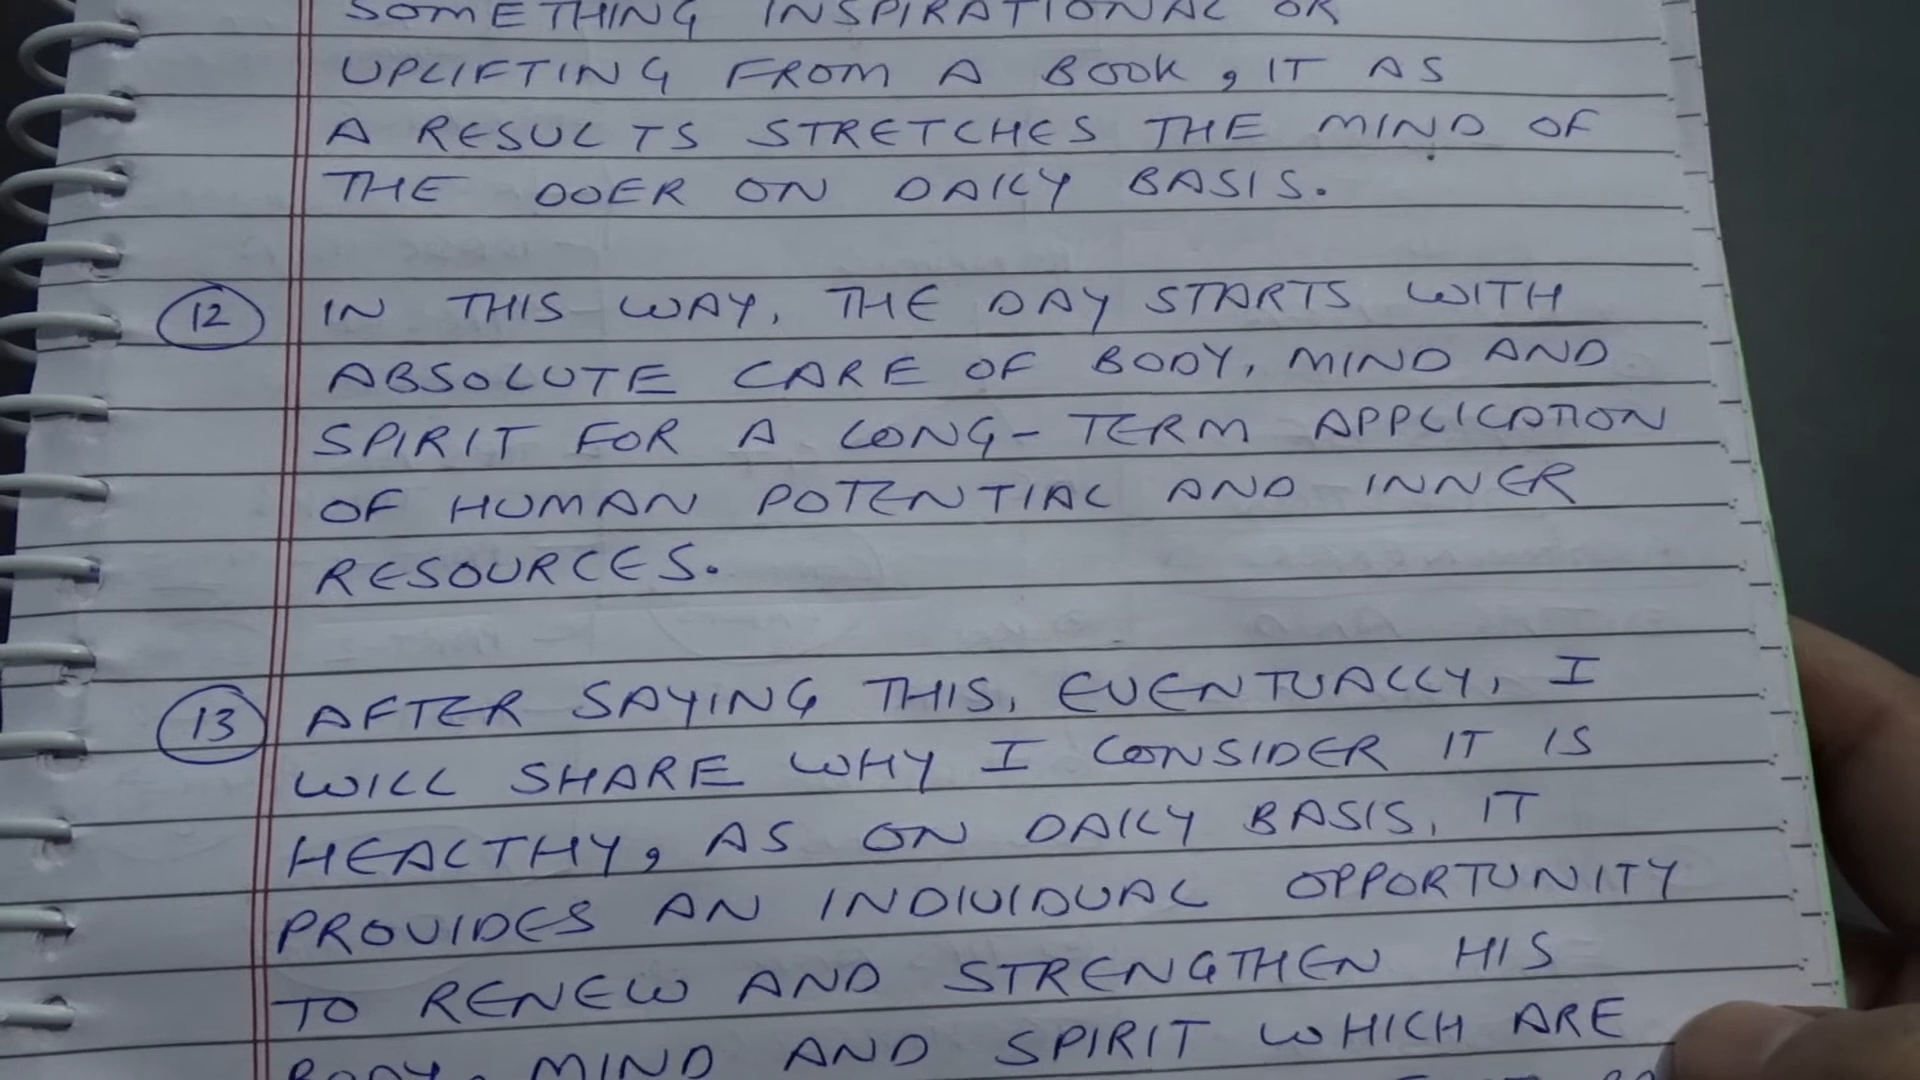 SOMETHING INSPIRATIONAL OR
UPLIFTING FROM A BOOK, IT AS
A RESULTS STRETCHES THE MIND OF
THE DOER ON DAILY BASIS.
12 IN THIS WAY, THE DAY STARTS WITH
ABSOLUTE CARE OF BODY, MIND AND
SPIRIT FOR A LONG-TERM APPLICATION
OF HUMAN POTENTIAL AND INNER
RESOURCES.
13 AFTER SAYING THIS, EVENTUALLY, I
WILL SHARE WHY I CONSIDER IT IS
HEALTHY, AS ON DAILY BASIS, IT
PROVIDES AN INDIVIDUAL OPPORTUNITY
TO RENEW AND STRENGTHEN HIS
BODY, MIND AND SPIRIT WHICH ARE